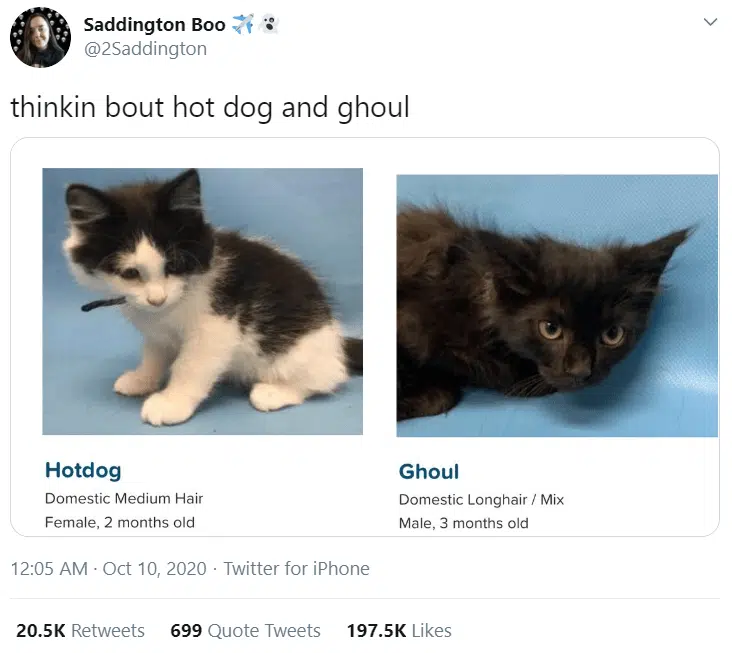 Saddington Boo ✈️👻
@2Saddington
thinkin bout hot dog and ghoul
Hotdog
Domestic Medium Hair
Female, 2 months old
Ghoul
Domestic Longhair / Mix
Male, 3 months old
12:05 AM · Oct 10, 2020 · Twitter for iPhone
20.5K Retweets 699 Quote Tweets 197.5K Likes